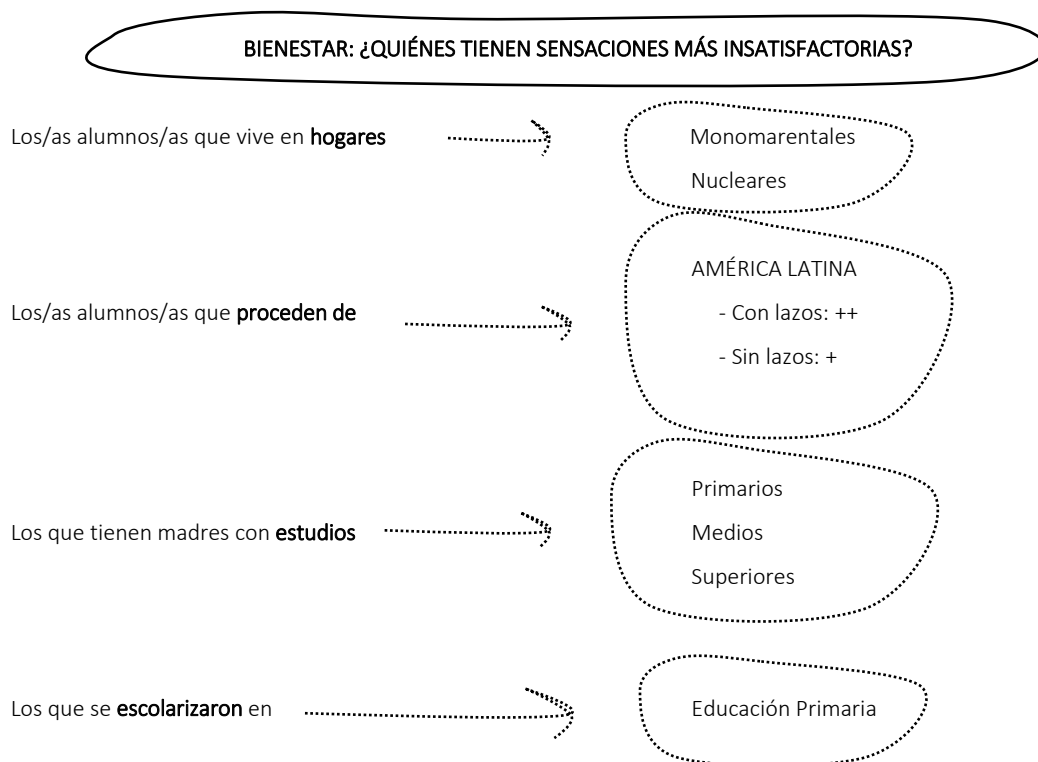 BIENESTAR: ¿QUIÉNES TIENEN SENSACIONES MÁS INSATISFACTORIAS?
Los/as alumnos/as que vive en hogares
Monomarentales
Nucleares
Los/as alumnos/as que proceden de
AMÉRICA LATINA
- Con lazos: ++
- Sin lazos: +
Los que tienen madres con estudios
Primarios
Medios
Superiores
Los que se escolarizaron en
Educación Primaria